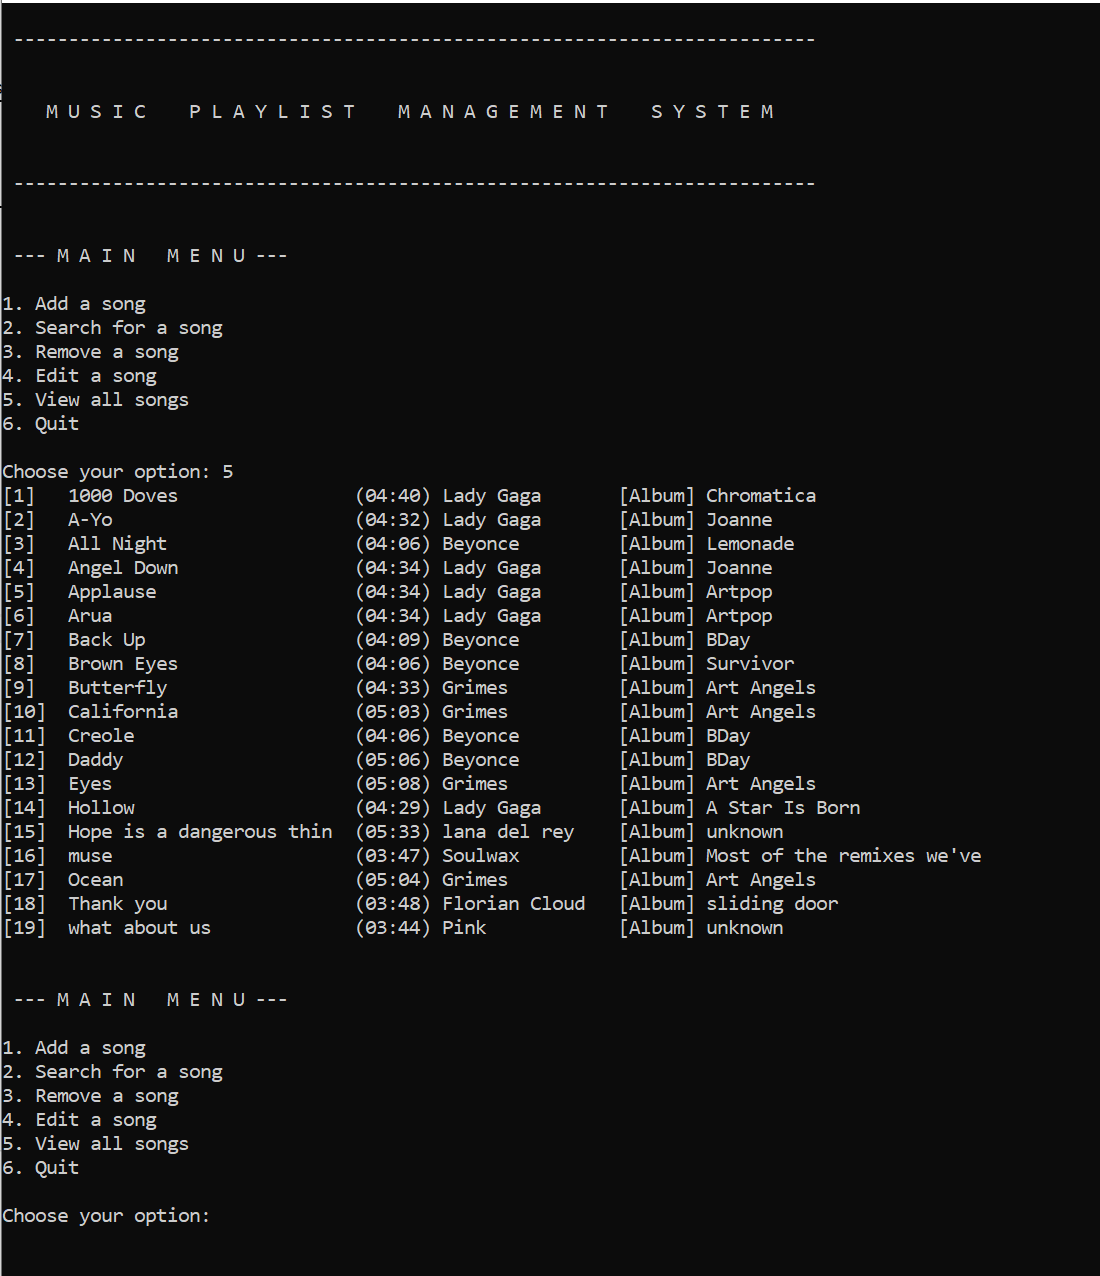 -------------------------------------------------------------------------
M U S I C   P L A Y L I S T   M A N A G E M E N T   S Y S T E M
-------------------------------------------------------------------------
--- M A I N   M E N U ---
1. Add a song
2. Search for a song
3. Remove a song
4. Edit a song
5. View all songs
6. Quit
Choose your option: 5
[1]   1000 Doves                (04:40) Lady Gaga       [Album] Chromatica
[2]   A-Yo                      (04:32) Lady Gaga       [Album] Joanne
[3]   All Night                 (04:06) Beyonce         [Album] Lemonade
[4]   Angel Down                (04:34) Lady Gaga       [Album] Joanne
[5]   Applause                  (04:34) Lady Gaga       [Album] Artpop
[6]   Arua                      (04:34) Lady Gaga       [Album] Artpop
[7]   Back Up                   (04:09) Beyonce         [Album] BDay
[8]   Brown Eyes                (04:06) Beyonce         [Album] Survivor
[9]   Butterfly                 (04:33) Grimes          [Album] Art Angels
[10]  California                (05:03) Grimes          [Album] Art Angels
[11]  Creole                    (04:06) Beyonce         [Album] BDay
[12]  Daddy                     (05:06) Beyonce         [Album] BDay
[13]  Eyes                      (05:08) Grimes          [Album] Art Angels
[14]  Hollow                    (04:29) Lady Gaga       [Album] A Star Is Born
[15]  Hope is a dangerous thin  (05:33) lana del rey    [Album] unknown
[16]  muse                      (03:47) Soulwax         [Album] Most of the remixes we've
[17]  Ocean                     (05:04) Grimes          [Album] Art Angels
[18]  Thank you                 (03:48) Florian Cloud   [Album] sliding door
[19]  what about us             (03:44) Pink            [Album] unknown
--- M A I N   M E N U ---
1. Add a song
2. Search for a song
3. Remove a song
4. Edit a song
5. View all songs
6. Quit
Choose your option: